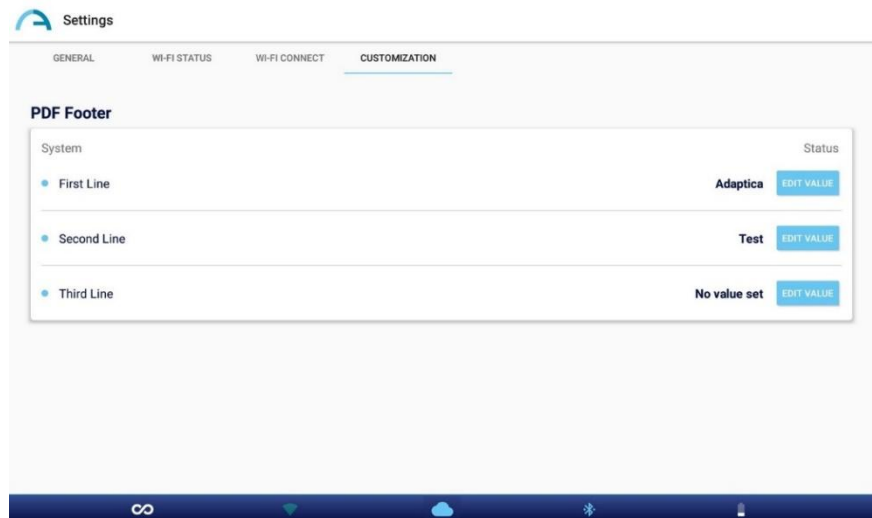 Settings
GENERAL WI-FI STATUS WI-FI CONNECT CUSTOMIZATION
PDF Footer
System Status
First Line Adaptica EDIT VALUE
Second Line Test EDIT VALUE
Third Line No value set EDIT VALUE